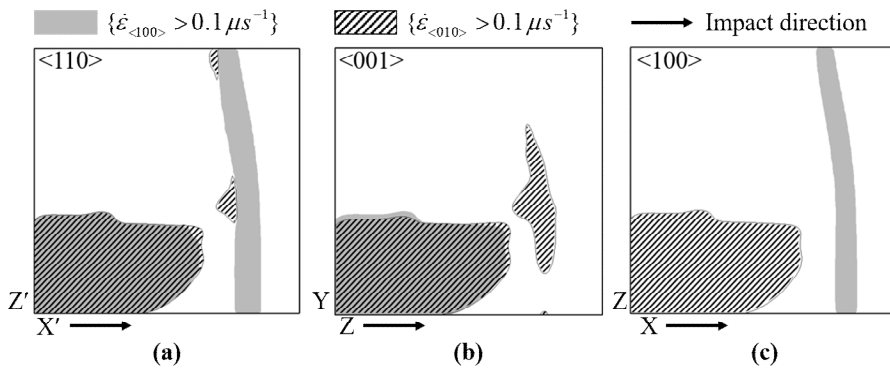 {ε̇<100> > 0.1 μs⁻¹} {ε̇<010> > 0.1 μs⁻¹} Impact direction
<110> <001> <100>
Z′ Y Z
X′ Z X
(a) (b) (c)